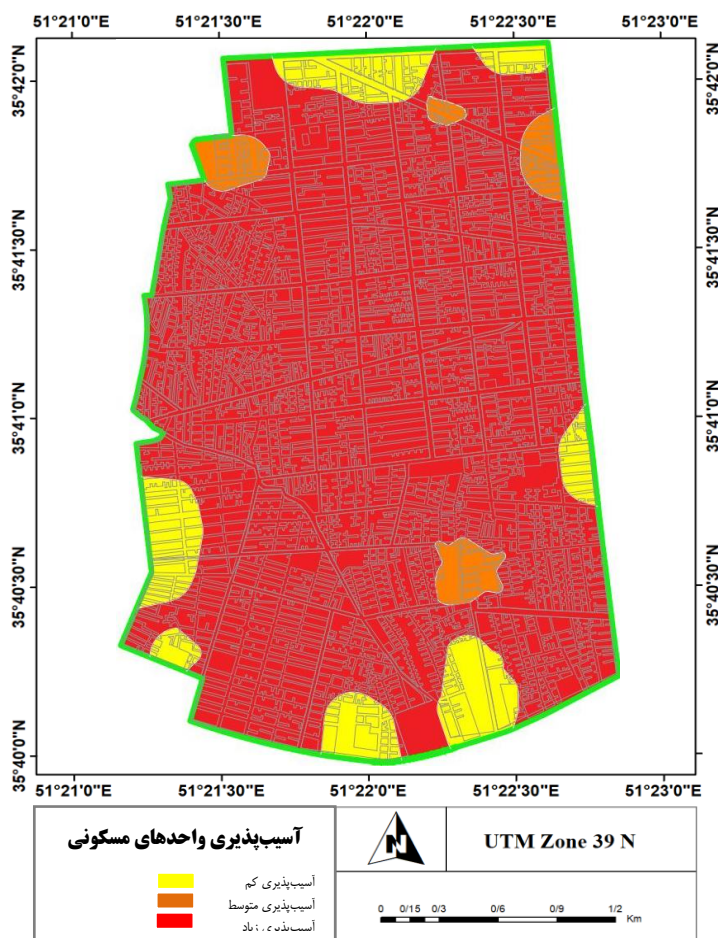 51°21'0"E 51°21'30"E 51°22'0"E 51°22'30"E 51°23'0"E
35°42'0"N 35°42'0"N
35°41'30"N 35°41'30"N
35°41'0"N 35°41'0"N
35°40'30"N 35°40'30"N
35°40'0"N 35°40'0"N
51°21'0"E 51°21'30"E 51°22'0"E 51°22'30"E 51°23'0"E
آسیب‌پذیری واحدهای مسکونی
آسیب‌پذیری کم
آسیب‌پذیری متوسط
آسیب‌پذیری زیاد
N
UTM Zone 39 N
0 0/15 0/3 0/6 0/9 1/2
Km